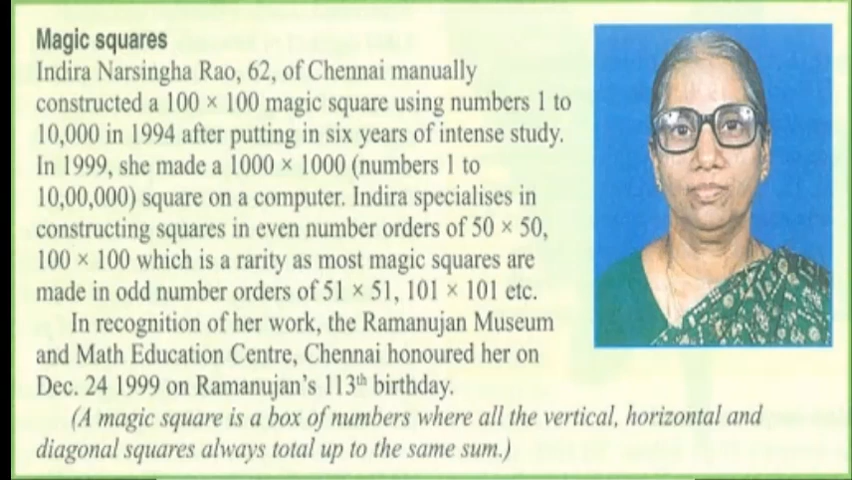 Magic squares
Indira Narsingha Rao, 62, of Chennai manually
constructed a 100 × 100 magic square using numbers 1 to
10,000 in 1994 after putting in six years of intense study.
In 1999, she made a 1000 × 1000 (numbers 1 to
10,00,000) square on a computer. Indira specialises in
constructing squares in even number orders of 50 × 50,
100 × 100 which is a rarity as most magic squares are
made in odd number orders of 51 × 51, 101 × 101 etc.
In recognition of her work, the Ramanujan Museum
and Math Education Centre, Chennai honoured her on
Dec. 24 1999 on Ramanujan's 113th birthday.
(A magic square is a box of numbers where all the vertical, horizontal and
diagonal squares always total up to the same sum.)